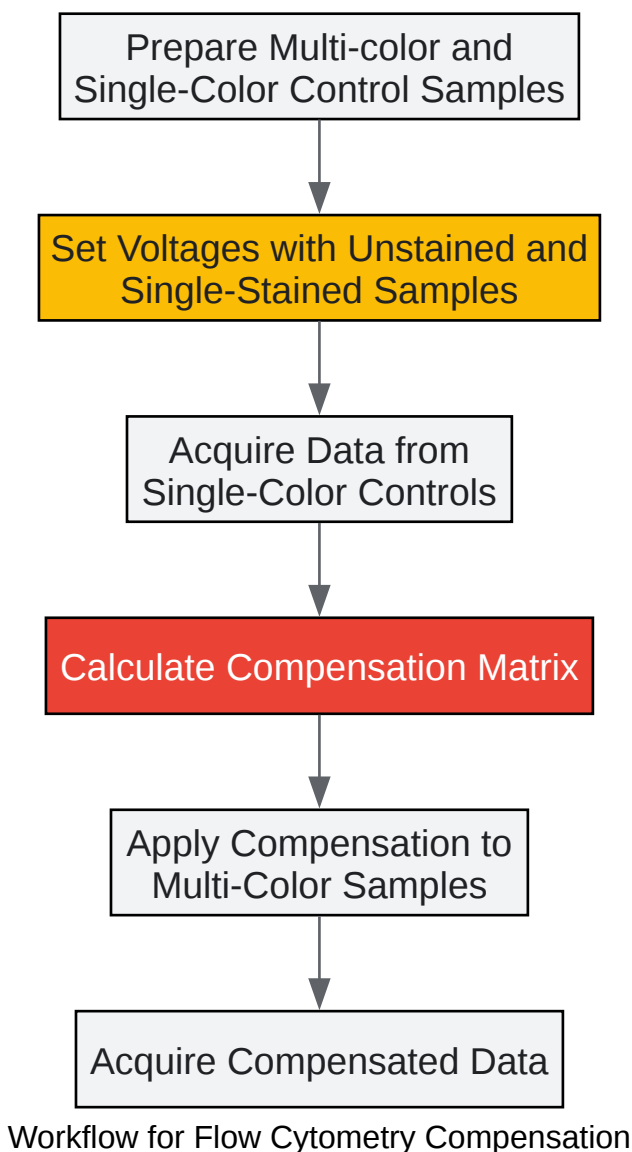 Prepare Multi-color and
Single-Color Control Samples
Set Voltages with Unstained and
Single-Stained Samples
Acquire Data from
Single-Color Controls
Calculate Compensation Matrix
Apply Compensation to
Multi-Color Samples
Acquire Compensated Data
Workflow for Flow Cytometry Compensation